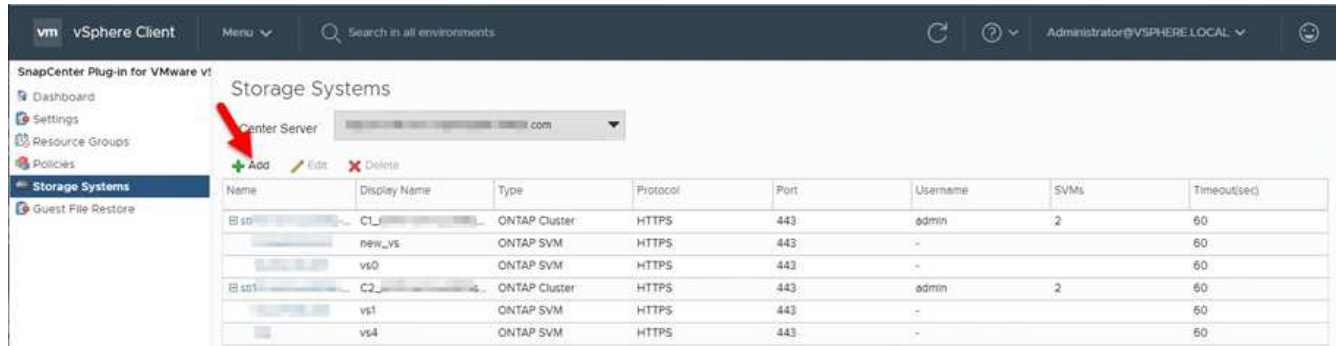 vm vSphere Client Menu Search in all environments Administrator@VSPHERE.LOCAL
SnapCenter Plug-in for VMware
Dashboard
Settings
Resource Groups
Policies
Storage Systems
Guest File Restore
Storage Systems
Center Server com
Add Edit Delete
Name Display Name Type Protocol Port Username SVMs Timeout(sec)
C1_ ONTAP Cluster HTTPS 443 admin 2 60
new_vs ONTAP SVM HTTPS 443 - 60
vs0 ONTAP SVM HTTPS 443 - 60
C2_ ONTAP Cluster HTTPS 443 admin 2 60
vs1 ONTAP SVM HTTPS 443 - 60
vs4 ONTAP SVM HTTPS 443 - 60